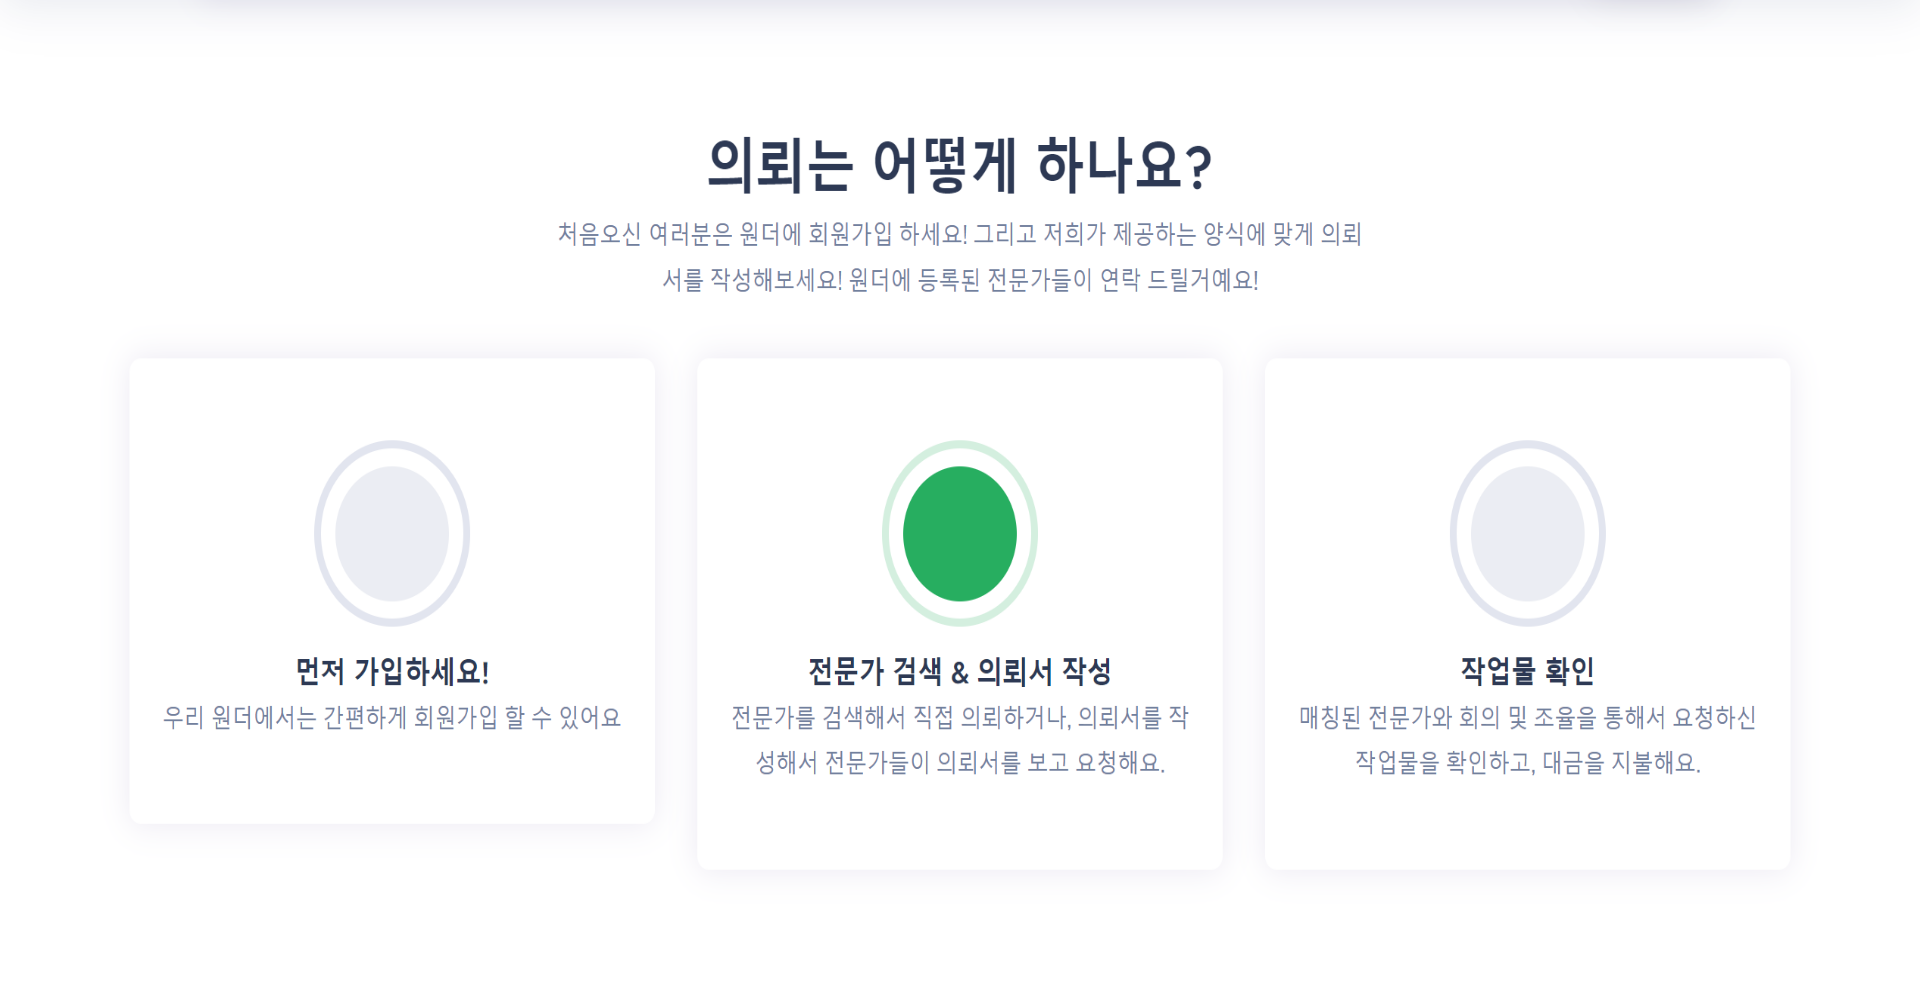 의뢰는 어떻게 하나요?
처음오신 여러분은 원더에 회원가입 하세요! 그리고 저희가 제공하는 양식에 맞게 의뢰
서를 작성해보세요! 원더에 등록된 전문가들이 연락 드릴거예요!
먼저 가입하세요!
우리 원더에서는 간편하게 회원가입 할 수 있어요
전문가 검색 & 의뢰서 작성
전문가를 검색해서 직접 의뢰하거나, 의뢰서를 작
성해서 전문가들이 의뢰서를 보고 요청해요.
작업물 확인
매칭된 전문가와 회의 및 조율을 통해서 요청하신
작업물을 확인하고, 대금을 지불해요.